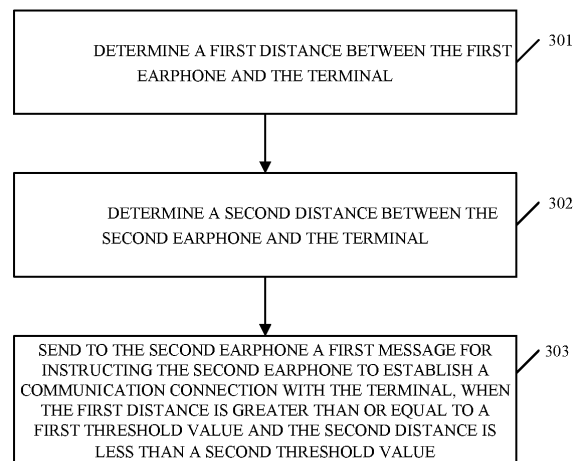 DETERMINE A FIRST DISTANCE BETWEEN THE FIRST
EARPHONE AND THE TERMINAL
301
DETERMINE A SECOND DISTANCE BETWEEN THE
SECOND EARPHONE AND THE TERMINAL
302
SEND TO THE SECOND EARPHONE A FIRST MESSAGE FOR
INSTRUCTING THE SECOND EARPHONE TO ESTABLISH A
COMMUNICATION CONNECTION WITH THE TERMINAL, WHEN
THE FIRST DISTANCE IS GREATER THAN OR EQUAL TO A
FIRST THRESHOLD VALUE AND THE SECOND DISTANCE IS
LESS THAN A SECOND THRESHOLD VALUE
303